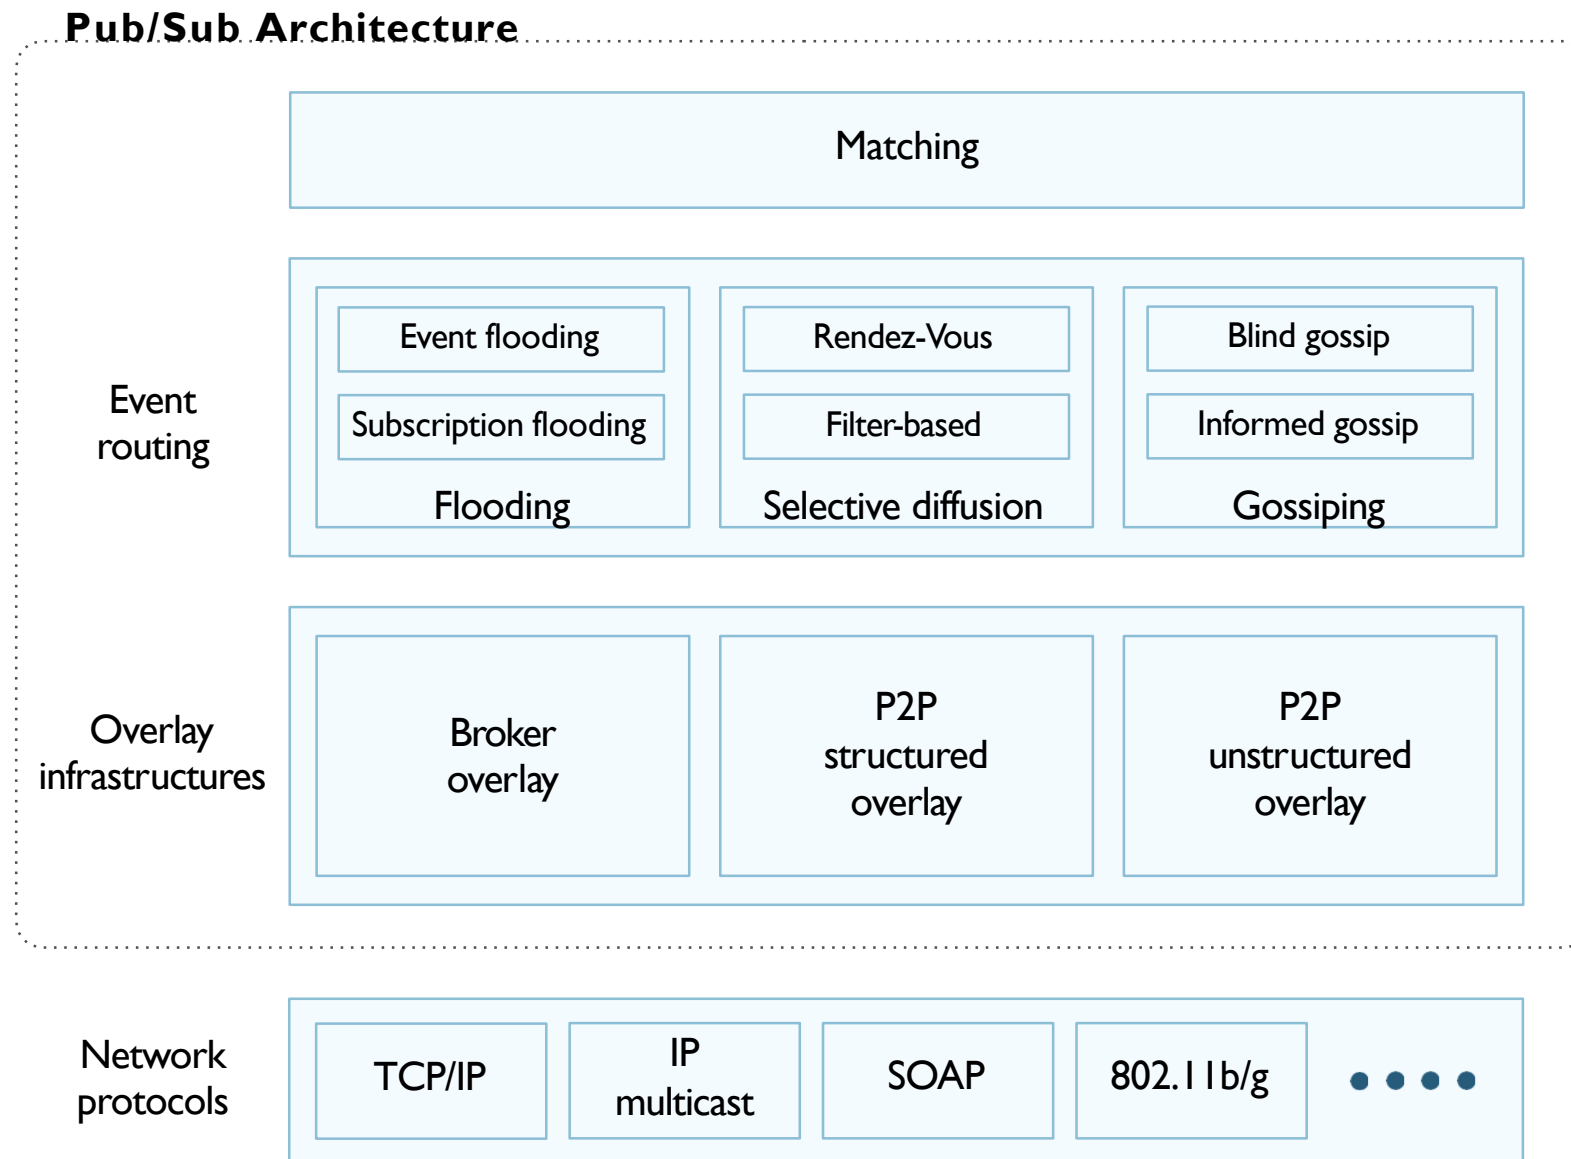 Pub/Sub Architecture
Matching
Event
routing
Event flooding
Subscription flooding
Flooding
Rendez-Vous
Filter-based
Selective diffusion
Blind gossip
Informed gossip
Gossiping
Overlay
infrastructures
Broker
overlay
P2P
structured
overlay
P2P
unstructured
overlay
Network
protocols
TCP/IP
IP
multicast
SOAP
802.11b/g